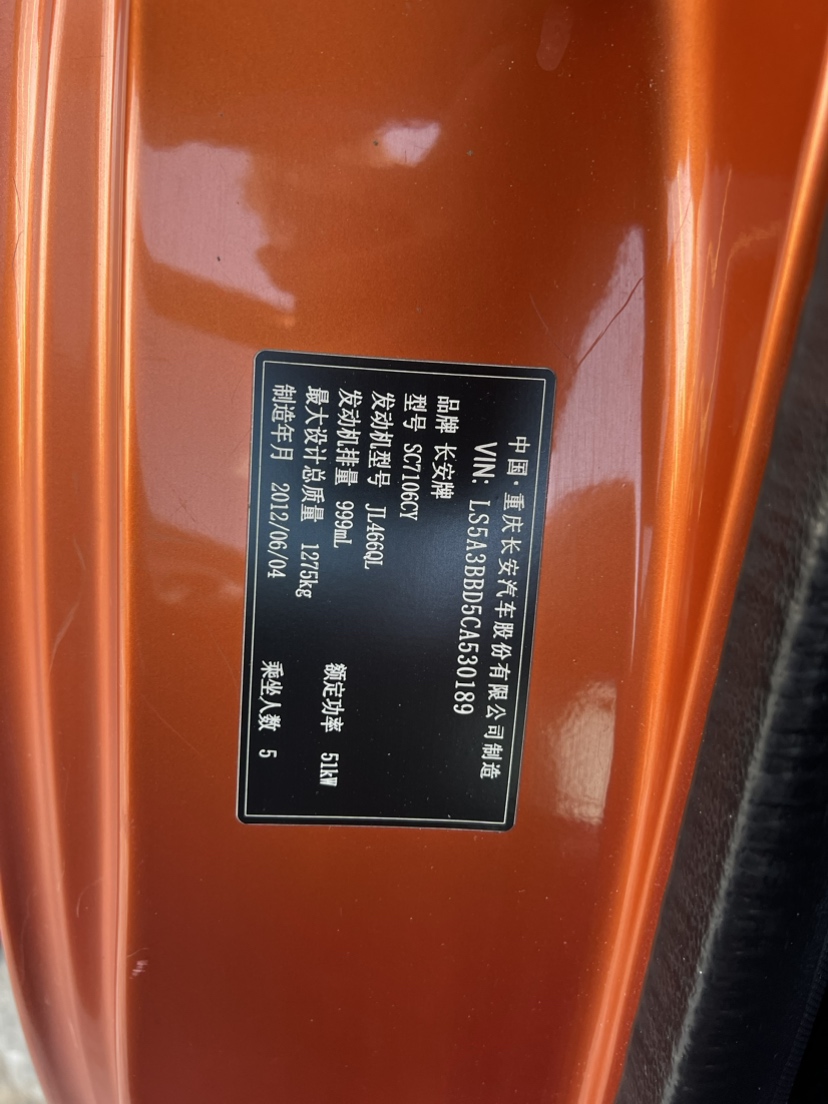 中国·重庆长安汽车股份有限公司制造
VIN: LS5A3BBD5CA530189
品牌 长安牌
型号 SC7106CY
发动机型号 JL466QL
发动机排量 999mL 额定功率 51kW
最大设计总质量 1275kg
制造年月 2012/06/04 乘坐人数 5